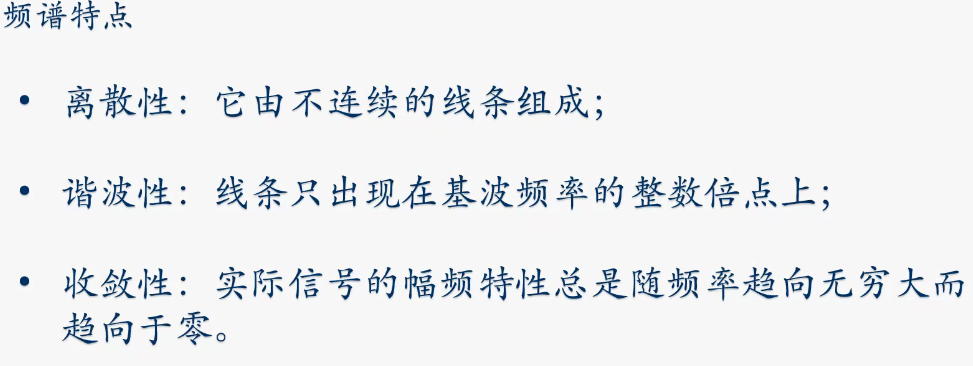 频谱特点
• 离散性：它由不连续的线条组成；
• 谐波性：线条只出现在基波频率的整数倍点上；
• 收敛性：实际信号的幅频特性总是随频率趋向无穷大而
趋向于零。